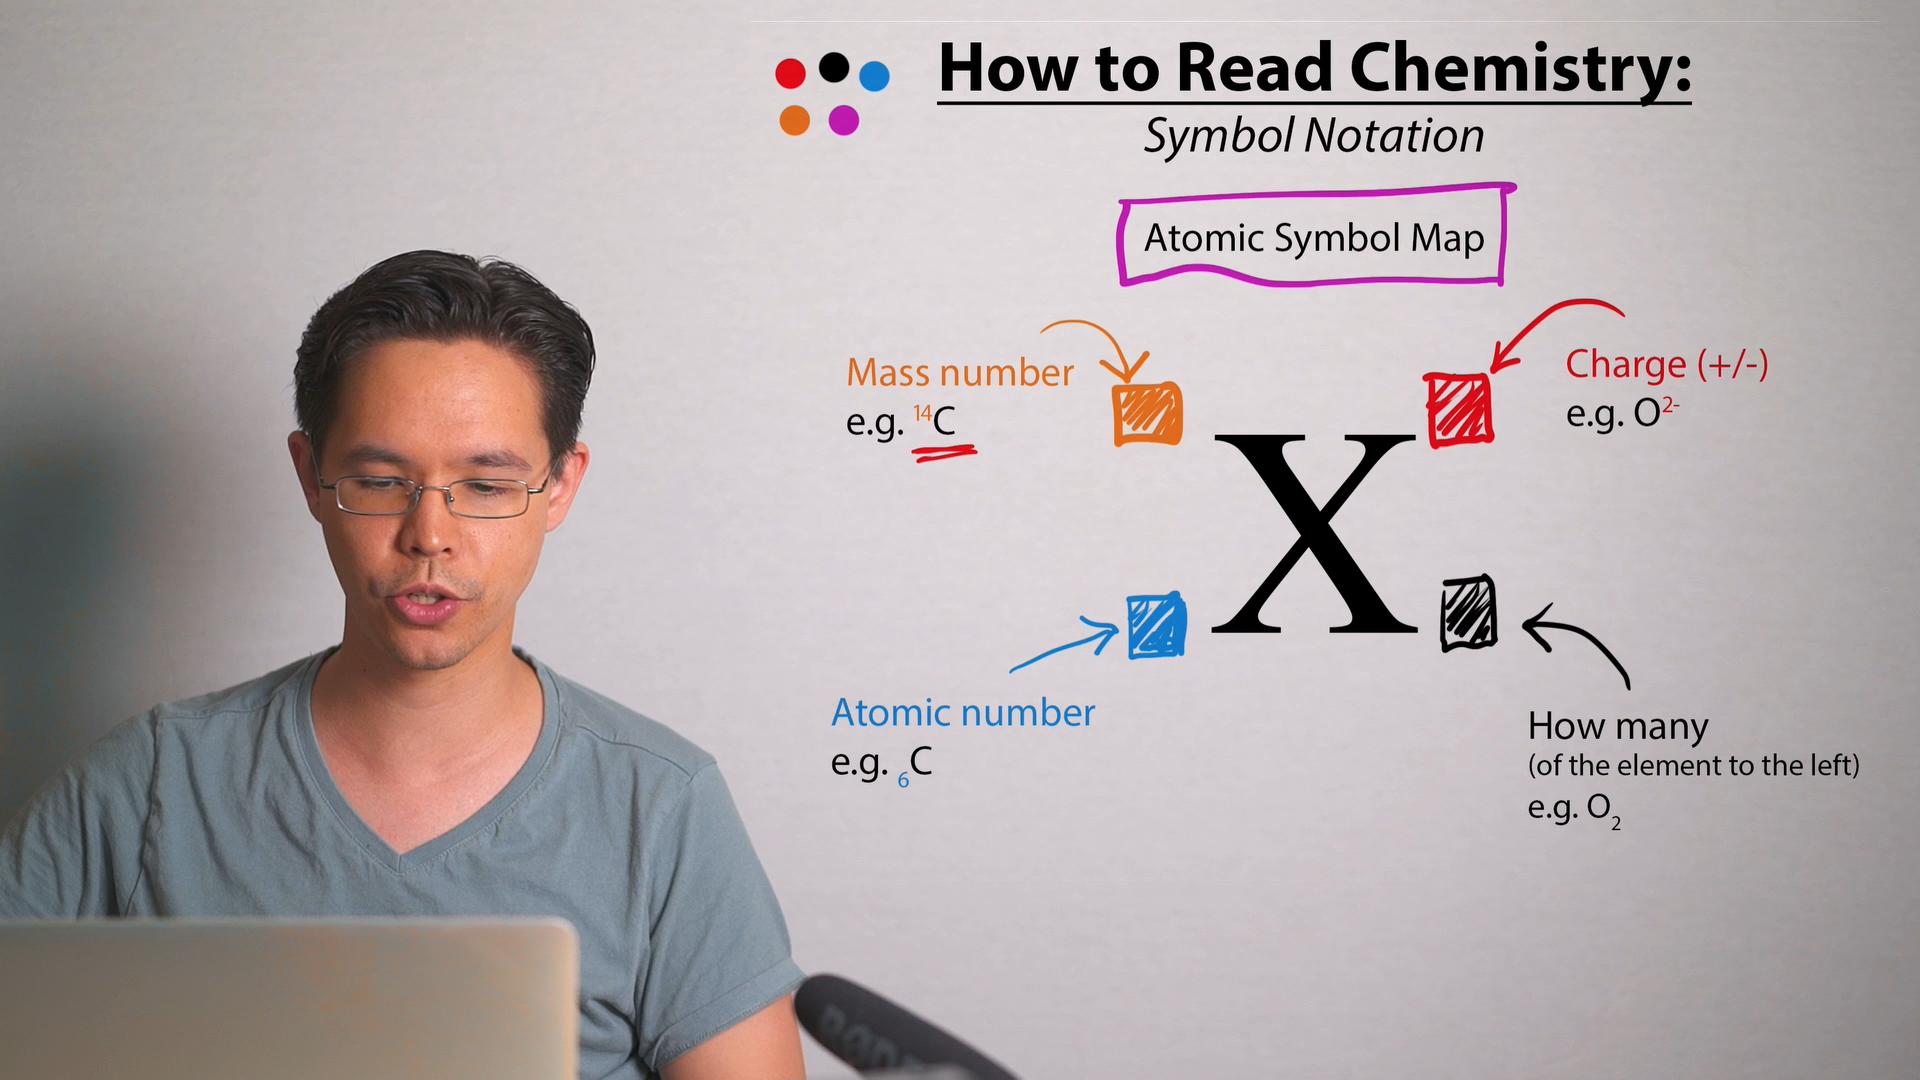 How to Read Chemistry:
Symbol Notation
Atomic Symbol Map
Mass number
e.g. ¹⁴C
Charge (+/-)
e.g. O²⁻
X
Atomic number
e.g. ₆C
How many
(of the element to the left)
e.g. O₂